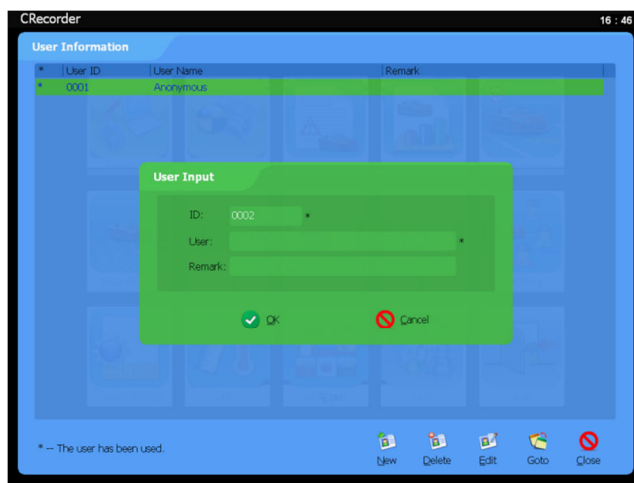 CRecorder 16 : 46
User Information
* User ID User Name Remark
* 0001 Anonymous
User Input
ID: 0002 *
User: *
Remark:
OK Cancel
* -- The user has been used.
New Delete Edit Goto Close